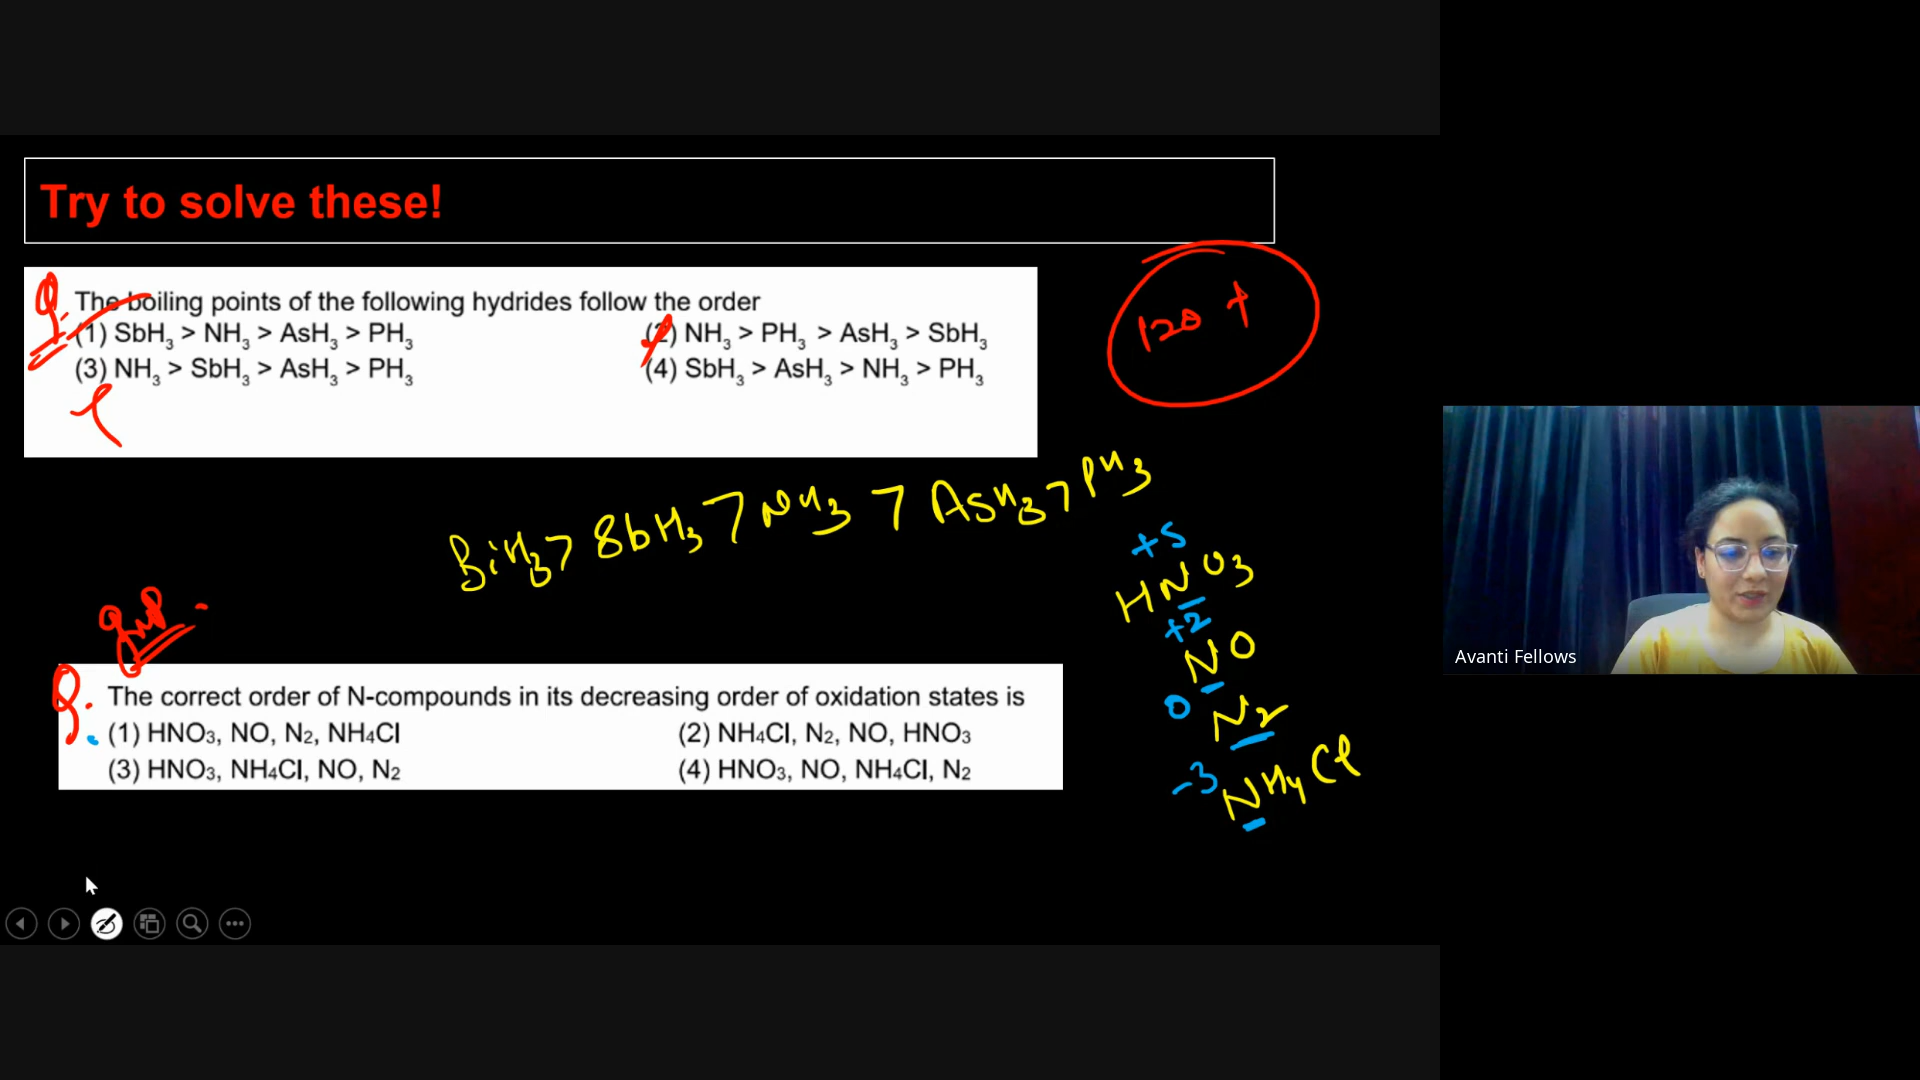 Try to solve these!
Q.
The boiling points of the following hydrides follow the order
(1) SbH₃ > NH₃ > AsH₃ > PH₃
(2) NH₃ > PH₃ > AsH₃ > SbH₃
(3) NH₃ > SbH₃ > AsH₃ > PH₃
(4) SbH₃ > AsH₃ > NH₃ > PH₃
120 +
BiH₃ > SbH₃ > NH₃ > AsH₃ > PH₃
+5
HNO₃
+2
NO
0
N₂
-3
NH₄Cl
Imp.
Q.
The correct order of N-compounds in its decreasing order of oxidation states is
(1) HNO₃, NO, N₂, NH₄Cl
(2) NH₄Cl, N₂, NO, HNO₃
(3) HNO₃, NH₄Cl, NO, N₂
(4) HNO₃, NO, NH₄Cl, N₂
Avanti Fellows